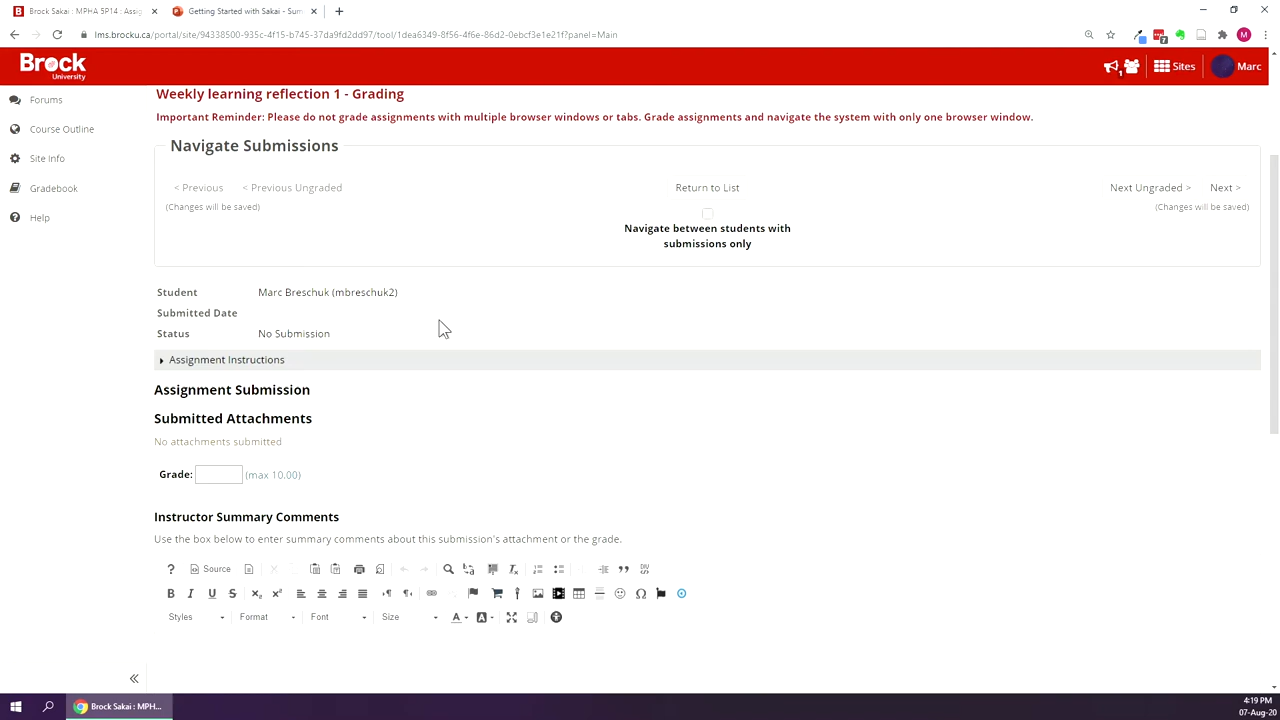 Brock Sakai : MPHA 5P14 : Assig
Getting Started with Sakai - Sum
lms.brocku.ca/portal/site/94338500-935c-4f15-b745-37da9fd2dd97/tool/1dea6349-8f56-4f6e-86d2-0ebcf3e1e21f?panel=Main
M
7
Brock
University
1
Sites
Marc
Forums
Course Outline
Site Info
Gradebook
Help
Weekly learning reflection 1 - Grading
Important Reminder: Please do not grade assignments with multiple browser windows or tabs. Grade assignments and navigate the system with only one browser window.
Navigate Submissions
< Previous < Previous Ungraded Return to List Next Ungraded > Next >
(Changes will be saved) (Changes will be saved)
Navigate between students with
submissions only
Student Marc Breschuk (mbreschuk2)
Submitted Date
Status No Submission
Assignment Instructions
Assignment Submission
Submitted Attachments
No attachments submitted
Grade: (max 10.00)
Instructor Summary Comments
Use the box below to enter summary comments about this submission's attachment or the grade.
Source
Styles Format Font Size
Brock Sakai : MPH...
4:19 PM
07-Aug-20